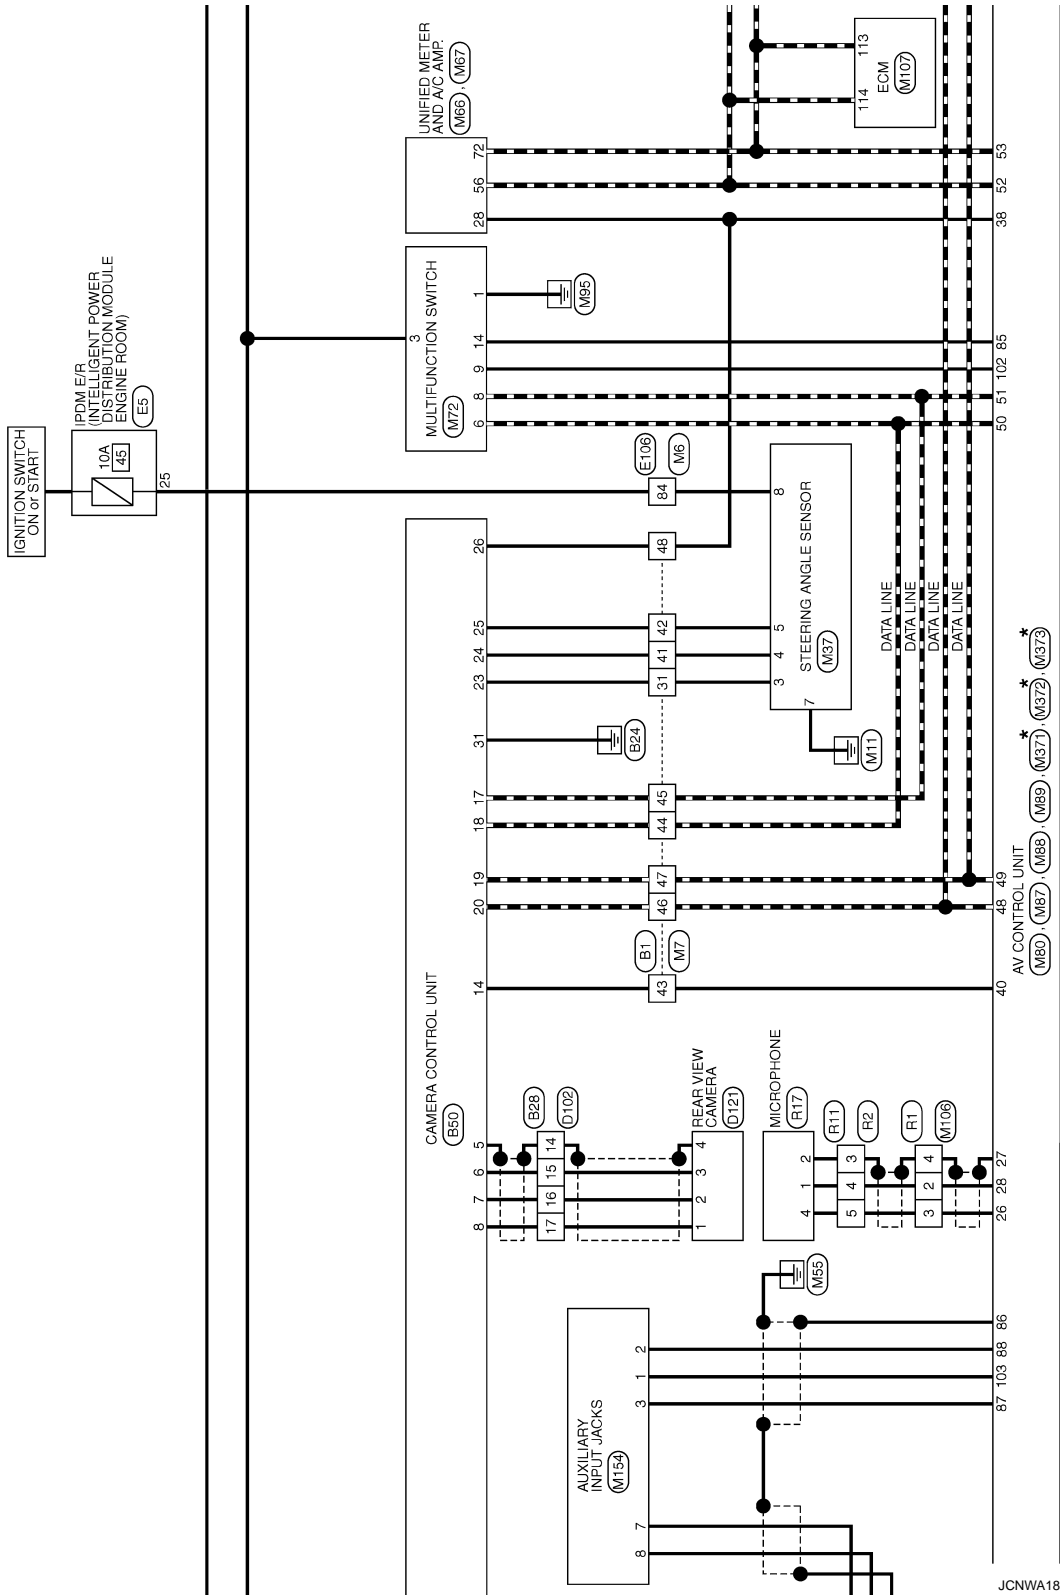 IGNITION SWITCH
ON or START
IPDM E/R
(INTELLIGENT POWER
DISTRIBUTION MODULE
ENGINE ROOM)
E5
10A
45
25
UNIFIED METER
AND A/C AMP.
M66 , M67
72
56
28
MULTIFUNCTION SWITCH
M72
3
1
14
9
8
6
M95
ECM
M107
113
114
E106
M6
84
8
STEERING ANGLE SENSOR
M37
5
4
3
7
M11
CAMERA CONTROL UNIT
B50
26
25
24
23
31
17
18
19
20
14
5
6
7
8
48
42
41
31
45
44
47
46
43
B24
B1
M7
DATA LINE
DATA LINE
DATA LINE
DATA LINE
B28
D102
14
15
16
17
REAR VIEW
CAMERA
D121
4
3
2
1
MICROPHONE
R17
2
1
4
R11
R2
3
4
5
R1
M106
4
2
3
M55
AUXILIARY
INPUT JACKS
M154
2
1
3
7
8
53
52
38
85
102
51
50
49
48
40
27
28
26
86
88
103
87
AV CONTROL UNIT
M80 , M87 , M88 , M89 , M371 * , M372 * , M373 *
JCNWA18